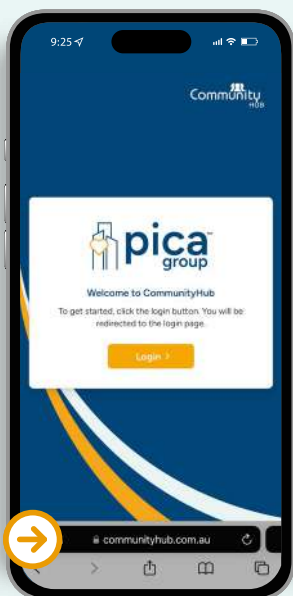 9:25
Community
HUB
pica
group
Welcome to CommunityHub
To get started, click the login button. You will be
redirected to the login page.
Login >
communityhub.com.au